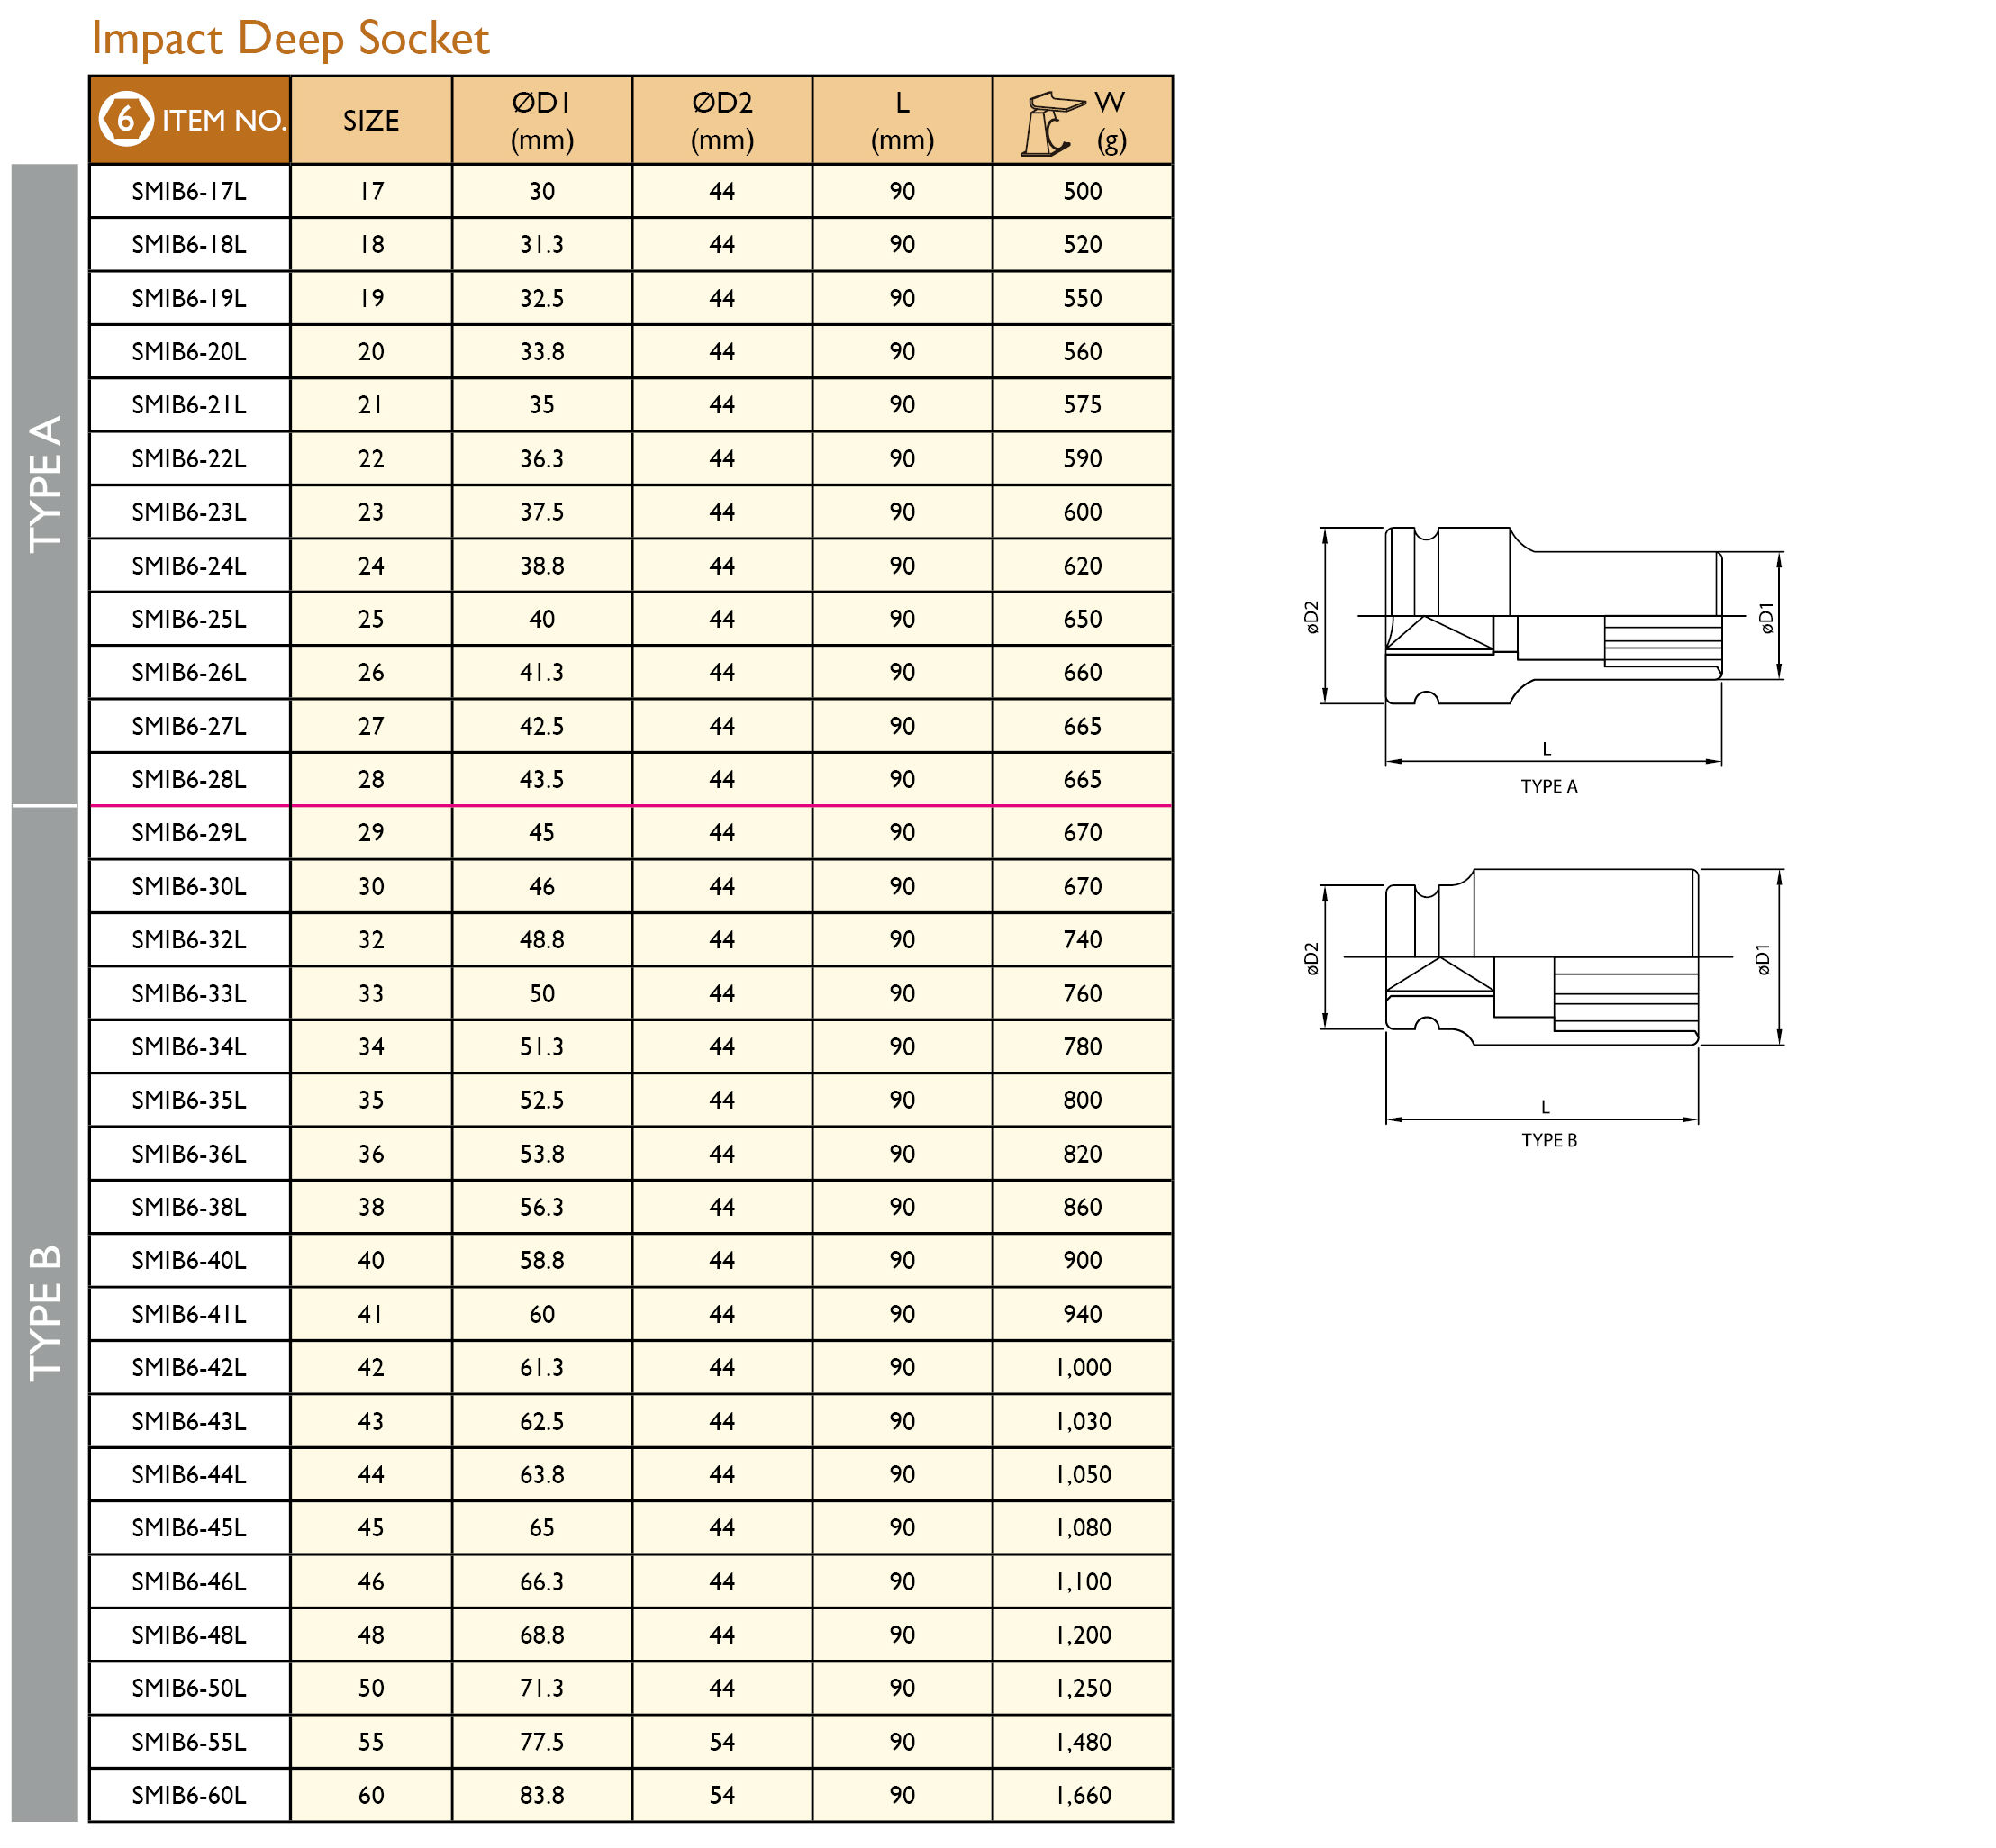 Impact Deep Socket
6 ITEM NO. SIZE ØD1 (mm) ØD2 (mm) L (mm) W (g)
TYPE A
SMIB6-17L 17 30 44 90 500
SMIB6-18L 18 31.3 44 90 520
SMIB6-19L 19 32.5 44 90 550
SMIB6-20L 20 33.8 44 90 560
SMIB6-21L 21 35 44 90 575
SMIB6-22L 22 36.3 44 90 590
SMIB6-23L 23 37.5 44 90 600
SMIB6-24L 24 38.8 44 90 620
SMIB6-25L 25 40 44 90 650
SMIB6-26L 26 41.3 44 90 660
SMIB6-27L 27 42.5 44 90 665
SMIB6-28L 28 43.5 44 90 665
TYPE B
SMIB6-29L 29 45 44 90 670
SMIB6-30L 30 46 44 90 670
SMIB6-32L 32 48.8 44 90 740
SMIB6-33L 33 50 44 90 760
SMIB6-34L 34 51.3 44 90 780
SMIB6-35L 35 52.5 44 90 800
SMIB6-36L 36 53.8 44 90 820
SMIB6-38L 38 56.3 44 90 860
SMIB6-40L 40 58.8 44 90 900
SMIB6-41L 41 60 44 90 940
SMIB6-42L 42 61.3 44 90 1,000
SMIB6-43L 43 62.5 44 90 1,030
SMIB6-44L 44 63.8 44 90 1,050
SMIB6-45L 45 65 44 90 1,080
SMIB6-46L 46 66.3 44 90 1,100
SMIB6-48L 48 68.8 44 90 1,200
SMIB6-50L 50 71.3 44 90 1,250
SMIB6-55L 55 77.5 54 90 1,480
SMIB6-60L 60 83.8 54 90 1,660
øD2
øD1
L
TYPE A
øD2
øD1
L
TYPE B